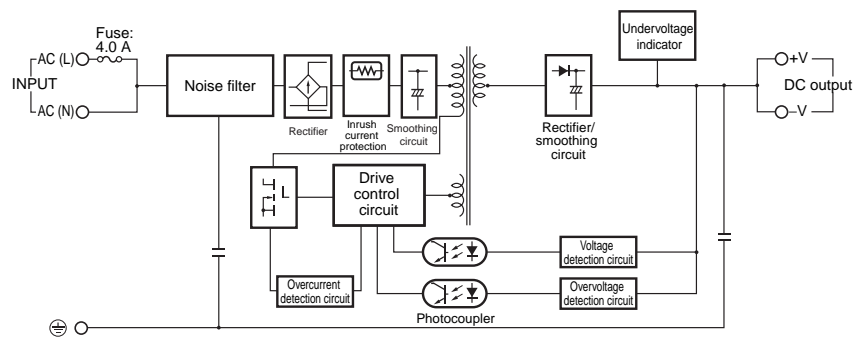 Fuse:
4.0 A
AC (L)
INPUT
AC (N)
Noise filter
Rectifier
Inrush
current
protection
Smoothing
circuit
Rectifier/
smoothing
circuit
Undervoltage
indicator
+V
DC output
–V
Drive
control
circuit
Overcurrent
detection circuit
Voltage
detection circuit
Overvoltage
detection circuit
Photocoupler